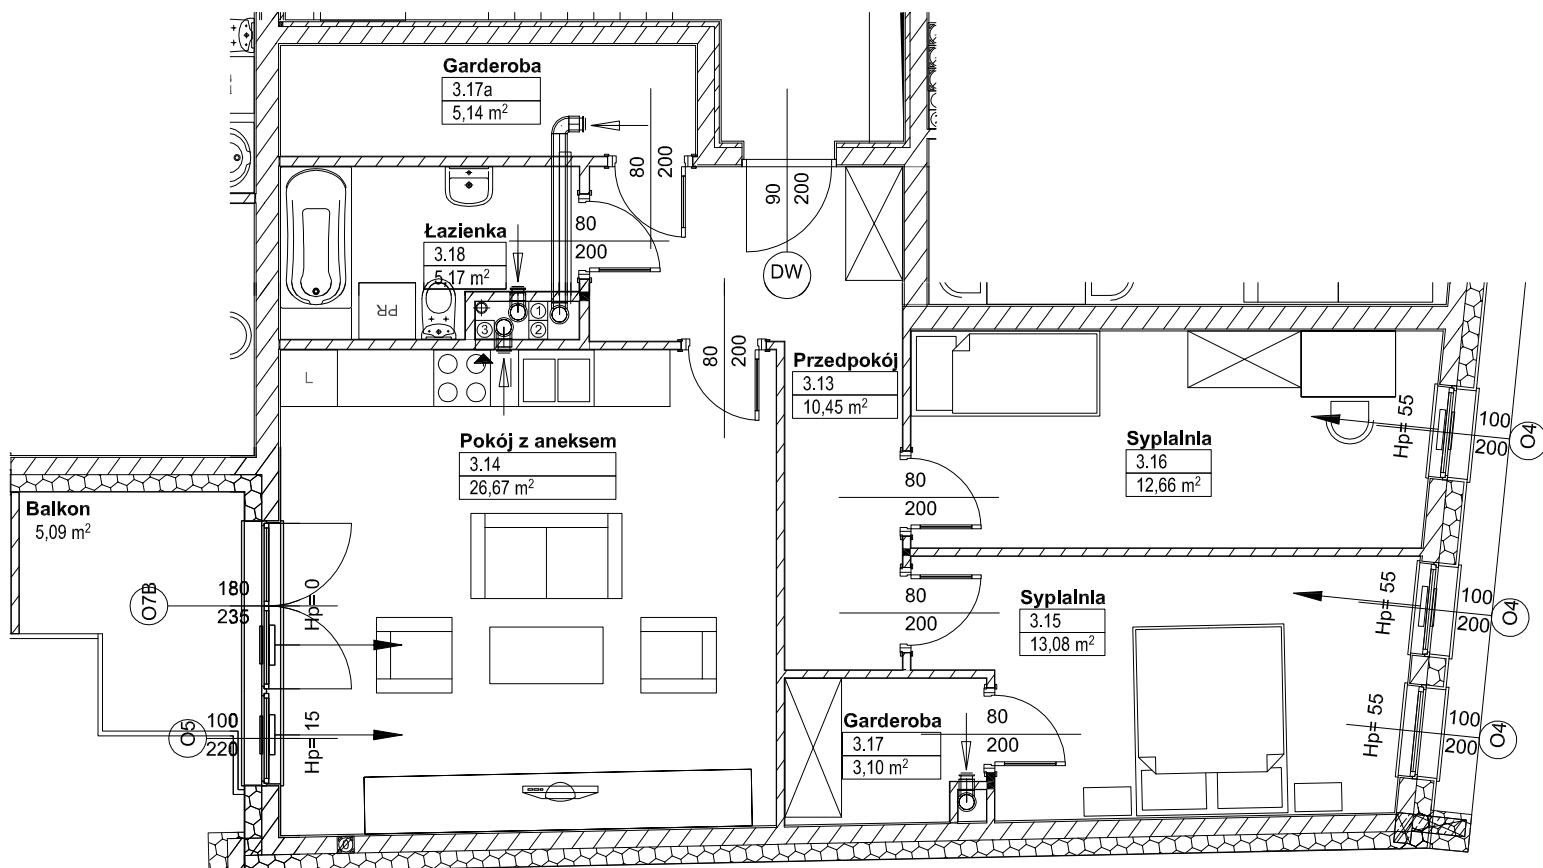 Garderoba
3.17a
5,14 m²
80
200
90
200
DW
Łazienka
3.18
5,17 m²
80
200
PR
1
2
3
L
80
200
Przedpokój
3.13
10,45 m²
Pokój z aneksem
3.14
26,67 m²
Syplalnla
3.16
12,66 m²
Hp= 55
100
200
O4
80
200
Balkon
5,09 m²
O7B
180
235
Hp= 0
80
200
Syplalnla
3.15
13,08 m²
Hp= 55
100
200
O4
O5
100
220
Hp= 15
Garderoba
3.17
3,10 m²
80
200
Hp= 55
100
200
O4